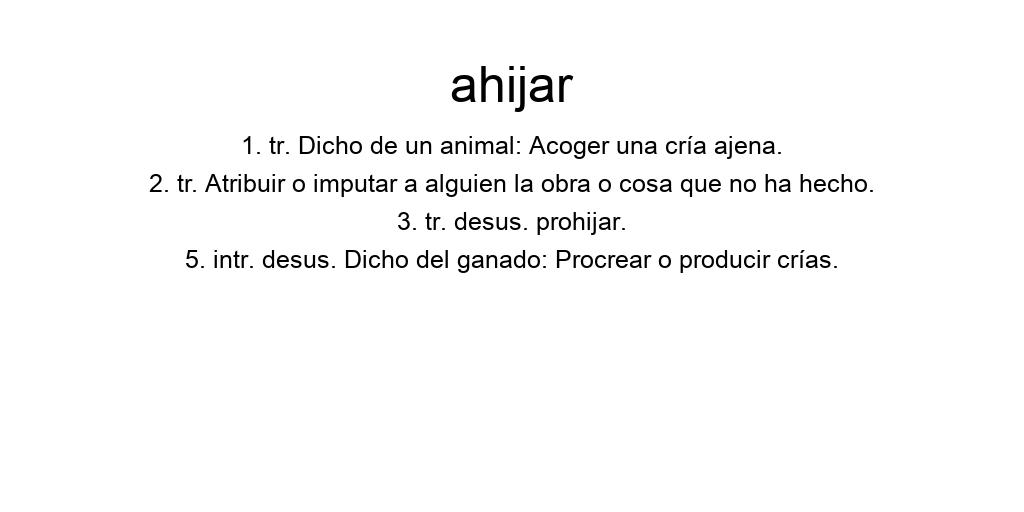 ahijar
1. tr. Dicho de un animal: Acoger una cría ajena.
2. tr. Atribuir o imputar a alguien la obra o cosa que no ha hecho.
3. tr. desus. prohijar.
5. intr. desus. Dicho del ganado: Procrear o producir crías.